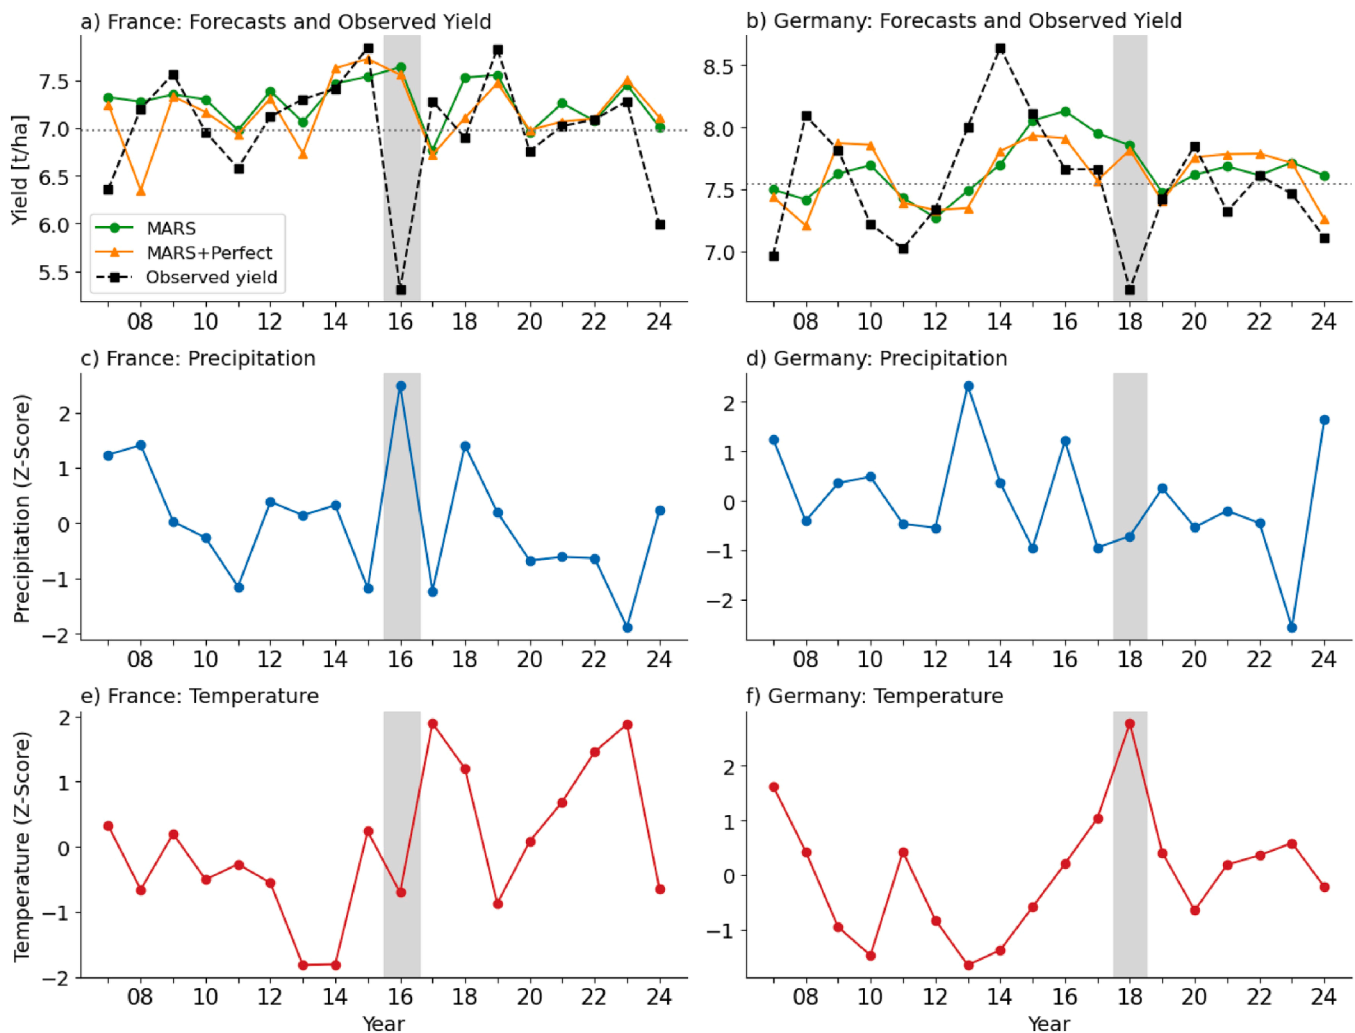 a) France: Forecasts and Observed Yield
b) Germany: Forecasts and Observed Yield
Yield [t/ha]
7.5
7.0
6.5
6.0
5.5
MARS
MARS+Perfect
Observed yield
08 10 12 14 16 18 20 22 24
8.5
8.0
7.5
7.0
08 10 12 14 16 18 20 22 24
c) France: Precipitation
d) Germany: Precipitation
Precipitation (Z-Score)
2
1
0
−1
−2
08 10 12 14 16 18 20 22 24
2
1
0
−1
−2
08 10 12 14 16 18 20 22 24
e) France: Temperature
f) Germany: Temperature
Temperature (Z-Score)
2
1
0
−1
−2
08 10 12 14 16 18 20 22 24
Year
2
1
0
−1
08 10 12 14 16 18 20 22 24
Year